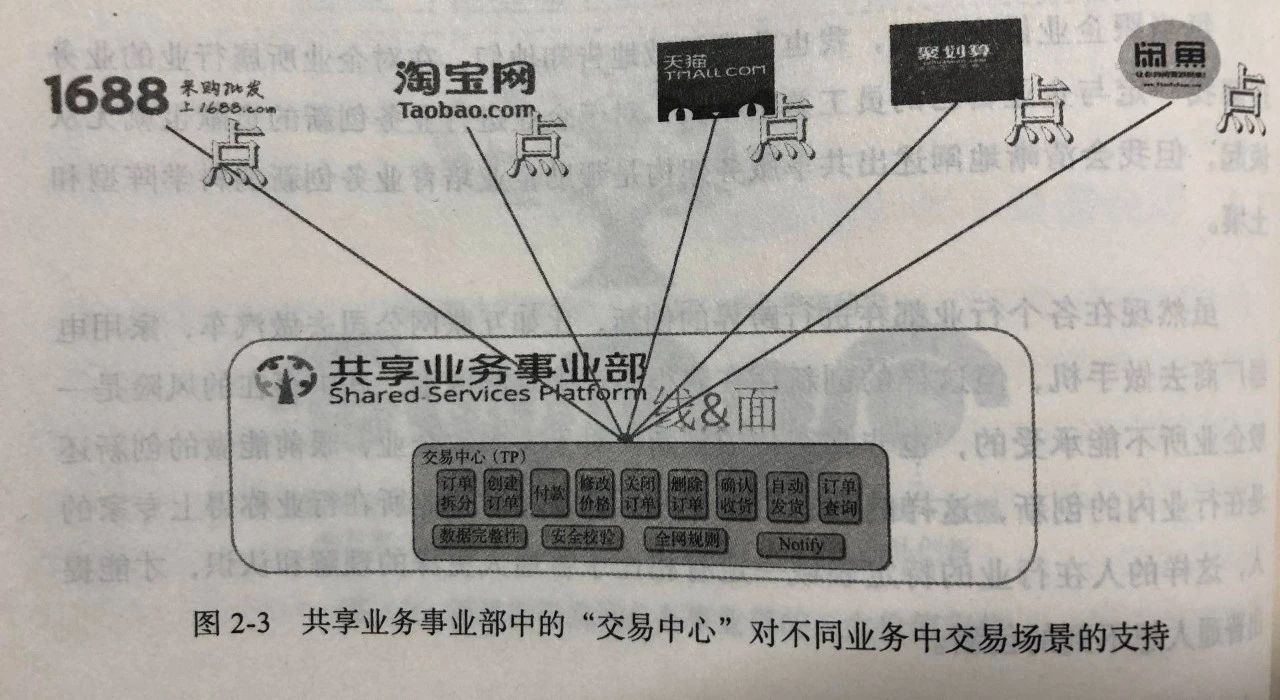 1688
采购批发
上1688.com
淘宝网
Taobao.com
天猫
TMALL.COM
聚划算
闲鱼
点
点
点
点
点
共享业务事业部
Shared Services Platform
线&面
交易中心(TP)
订单拆分
创建订单
付款
修改价格
关闭订单
删除订单
确认收货
自动发货
订单查询
数据完整性
安全校验
全网规则
Notify
图 2-3 共享业务事业部中的“交易中心”对不同业务中交易场景的支持